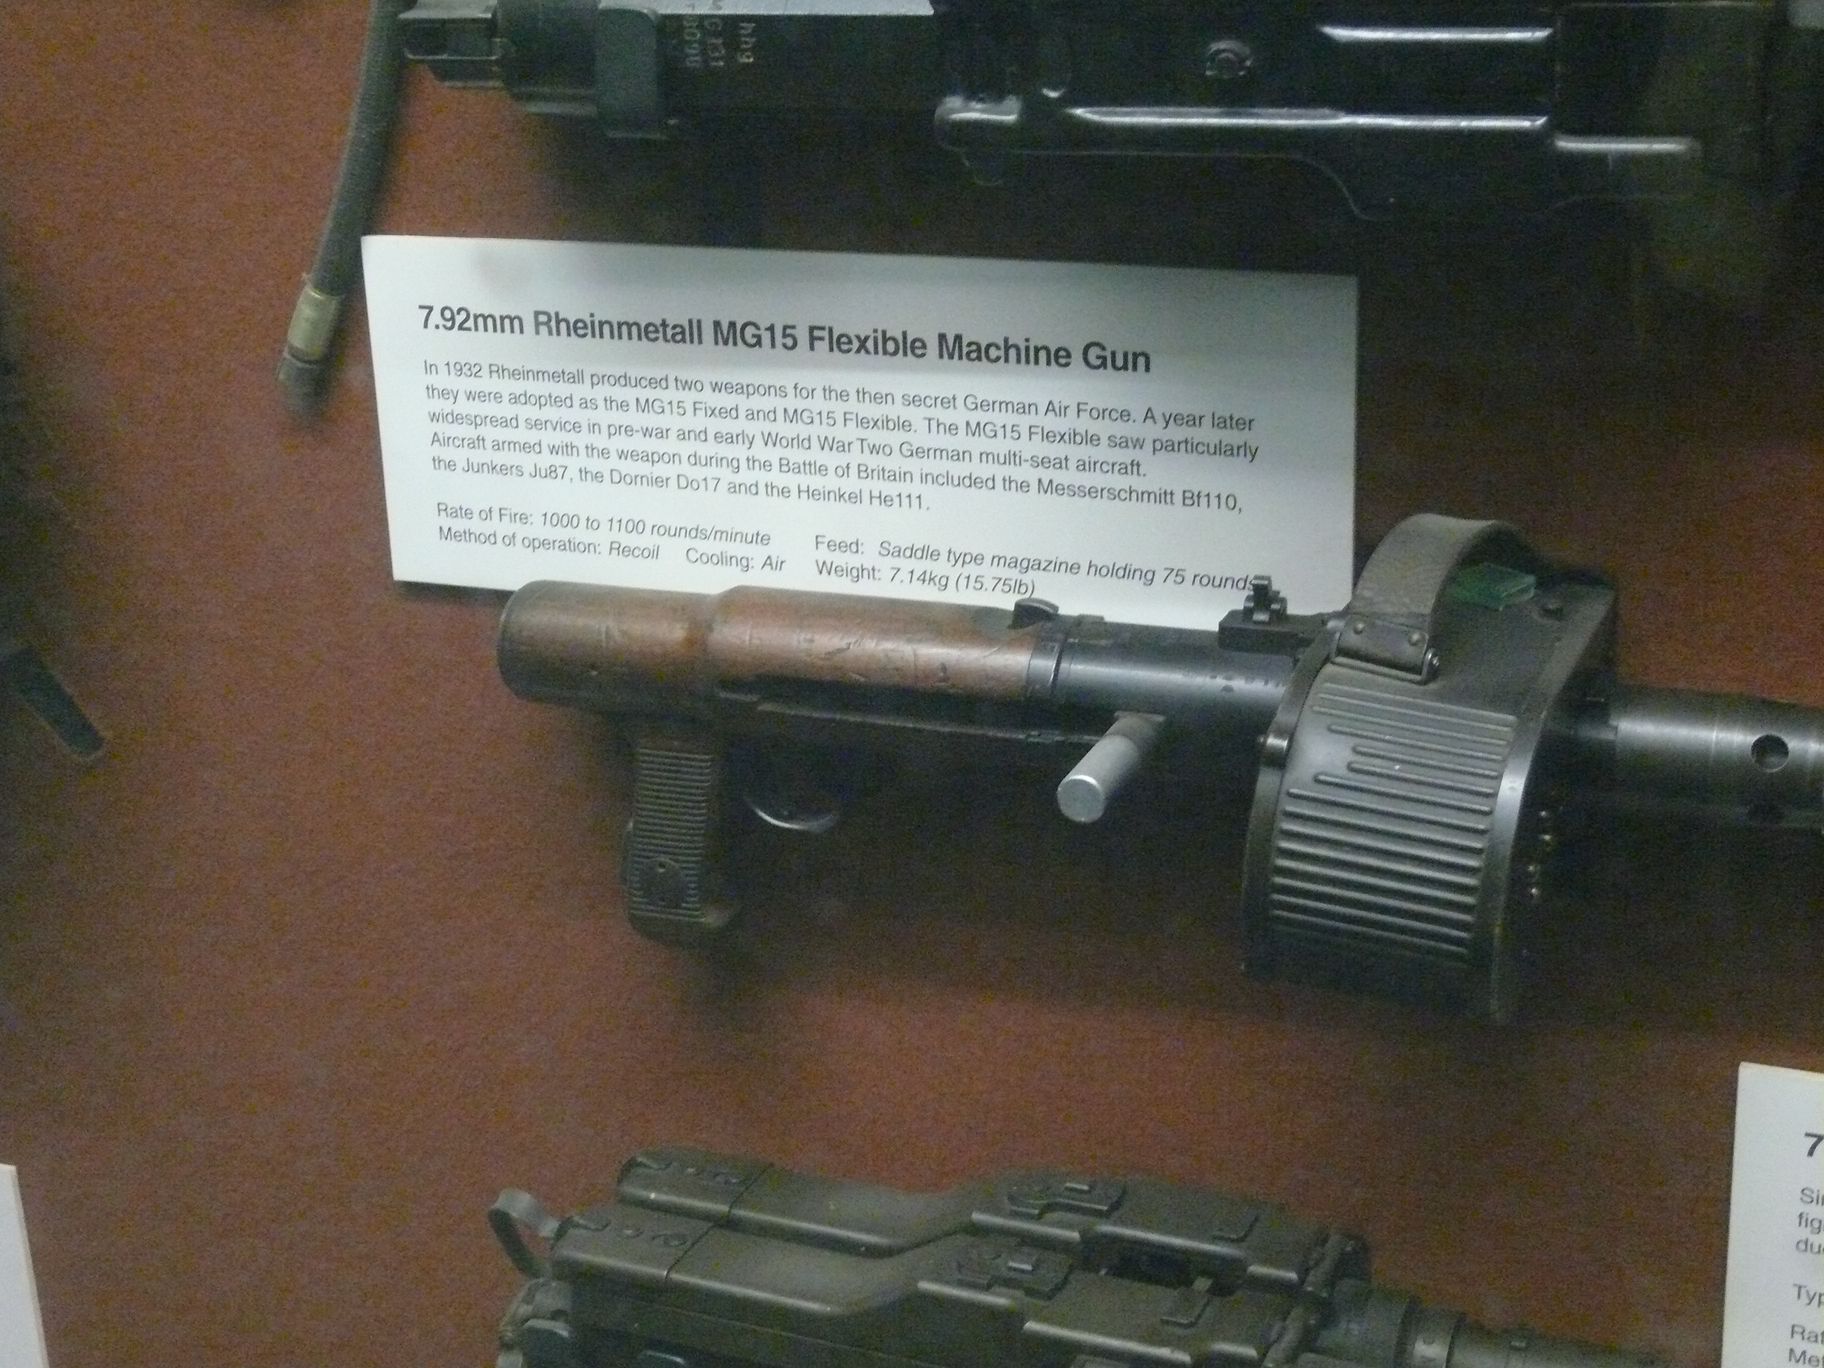 hhg
7.92mm Rheinmetall MG15 Flexible Machine Gun
In 1932 Rheinmetall produced two weapons for the then secret German Air Force. A year later
they were adopted as the MG15 Fixed and MG15 Flexible. The MG15 Flexible saw particularly
widespread service in pre-war and early World War Two German multi-seat aircraft.
Aircraft armed with the weapon during the Battle of Britain included the Messerschmitt Bf110,
the Junkers Ju87, the Dornier Do17 and the Heinkel He111.
Rate of Fire: 1000 to 1100 rounds/minute Feed: Saddle type magazine holding 75 rounds
Method of operation: Recoil Cooling: Air Weight: 7.14kg (15.75lb)
7